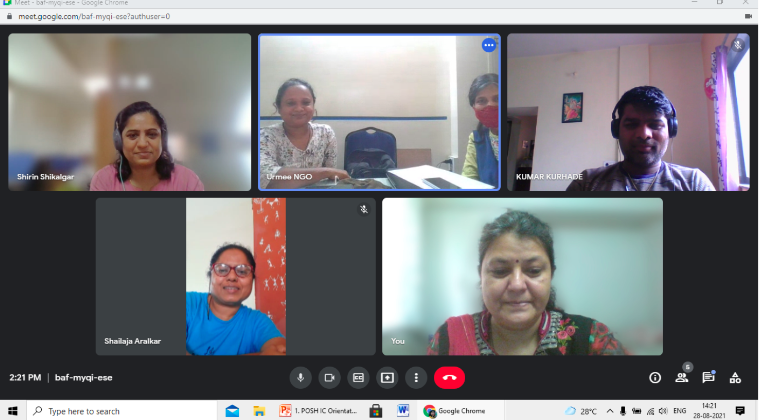 Meet - baf-myqi-ese - Google Chrome
meet.google.com/baf-myqi-ese?authuser=0
Shirin Shikalgar
Urmee NGO
KUMAR KURHADE
Shailaja Aralkar
You
2:21 PM | baf-myqi-ese
5
Type here to search
1. POSH IC Orientat...
Google Chrome
28°C
ENG
14:21
28-08-2021